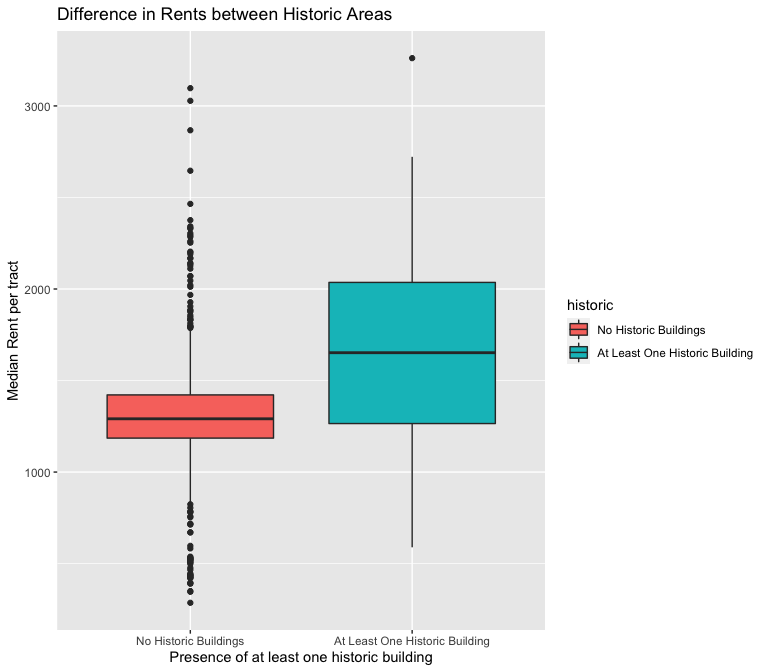 Difference in Rents between Historic Areas
3000
2000
1000
Median Rent per tract
No Historic Buildings
At Least One Historic Building
Presence of at least one historic building
historic
No Historic Buildings
At Least One Historic Building